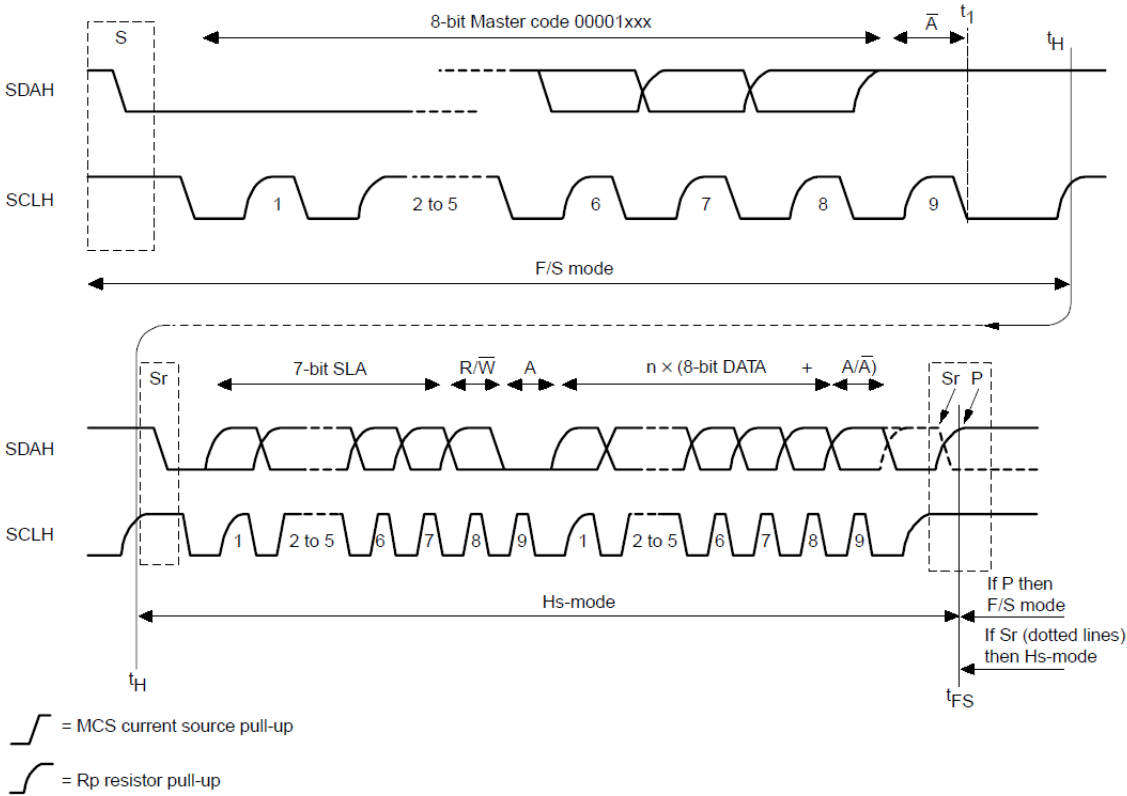 8-bit Master code 00001xxx
S
A̅
t1
tH
SDAH
SCLH
1
2 to 5
6
7
8
9
F/S mode
Sr
7-bit SLA
R/W̅
A
n × (8-bit DATA + A/A̅)
Sr P
SDAH
SCLH
1
2 to 5
6
7
8
9
1
2 to 5
6
7
8
9
If P then
F/S mode
Hs-mode
If Sr (dotted lines)
then Hs-mode
tH
tFS
= MCS current source pull-up
= Rp resistor pull-up